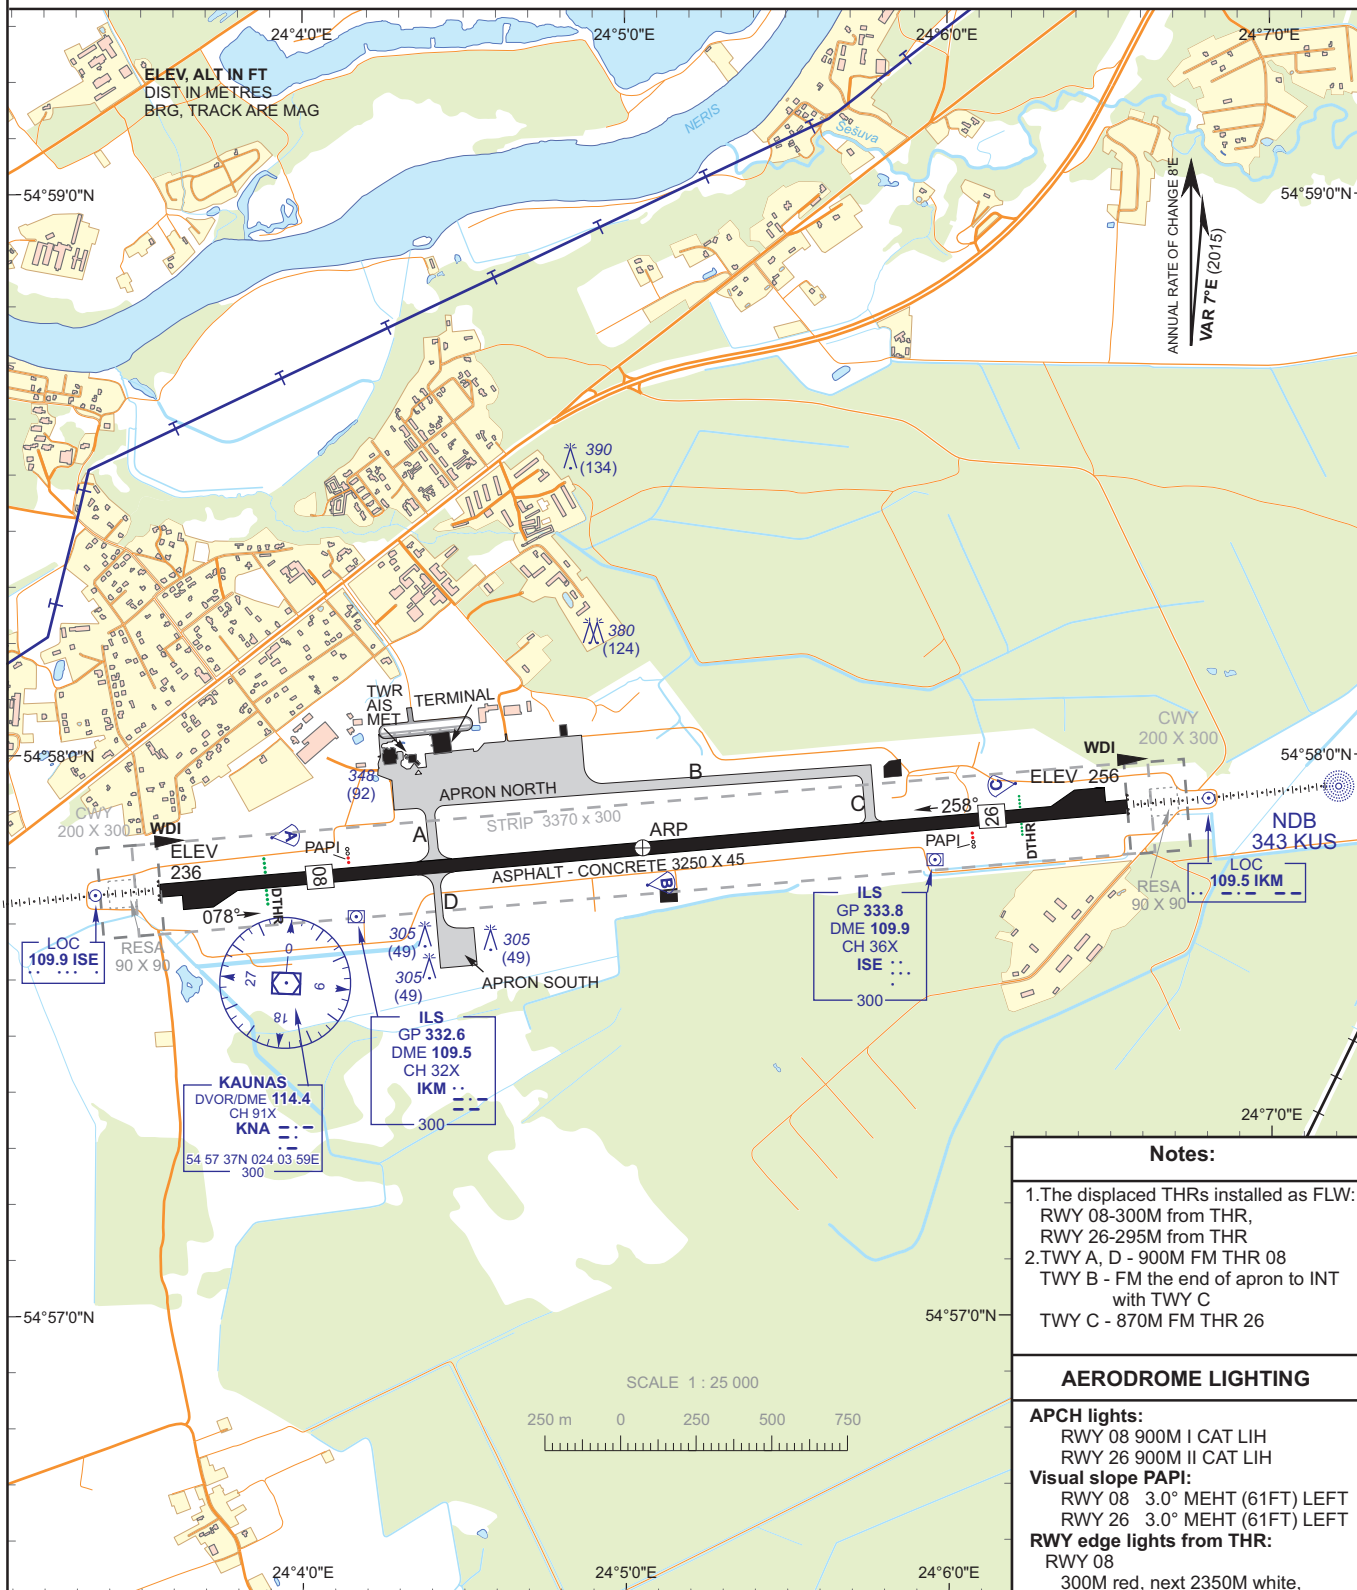 24°4'0"E
24°5'0"E
24°6'0"E
24°7'0"E
ELEV, ALT IN FT
DIST IN METRES
BRG, TRACK ARE MAG
NERIS
Šešuva
54°59'0"N
54°59'0"N
ANNUAL RATE OF CHANGE 8'E
VAR 7°E (2015)
390
(134)
380
(124)
TWR
AIS
MET
TERMINAL
348
(92)
54°58'0"N
54°58'0"N
CWY
200 X 300
WDI
ELEV 256
APRON NORTH
B
C
C
STRIP 3370 x 300
258°
26
CWY
200 X 300
WDI
A
A
PAPI
ARP
PAPI
DTHR
NDB
343 KUS
ELEV
236
08
ASPHALT - CONCRETE 3250 X 45
B
LOC
109.5 IKM
RESA
90 X 90
078°
DTHR
D
LOC
109.9 ISE
RESA
90 X 90
305
(49)
305
(49)
305
(49)
APRON SOUTH
ILS
GP 333.8
DME 109.9
CH 36X
ISE
300
0
9
18
27
ILS
GP 332.6
DME 109.5
CH 32X
IKM
300
KAUNAS
DVOR/DME 114.4
CH 91X
KNA
54 57 37N 024 03 59E
300
24°7'0"E
Notes:
1.The displaced THRs installed as FLW:
RWY 08-300M from THR,
RWY 26-295M from THR
2.TWY A, D - 900M FM THR 08
TWY B - FM the end of apron to INT
with TWY C
TWY C - 870M FM THR 26
54°57'0"N
54°57'0"N
SCALE 1 : 25 000
250 m 0 250 500 750
AERODROME LIGHTING
APCH lights:
RWY 08 900M I CAT LIH
RWY 26 900M II CAT LIH
Visual slope PAPI:
RWY 08 3.0° MEHT (61FT) LEFT
RWY 26 3.0° MEHT (61FT) LEFT
RWY edge lights from THR:
RWY 08
300M red, next 2350M white,
24°4'0"E
24°5'0"E
24°6'0"E